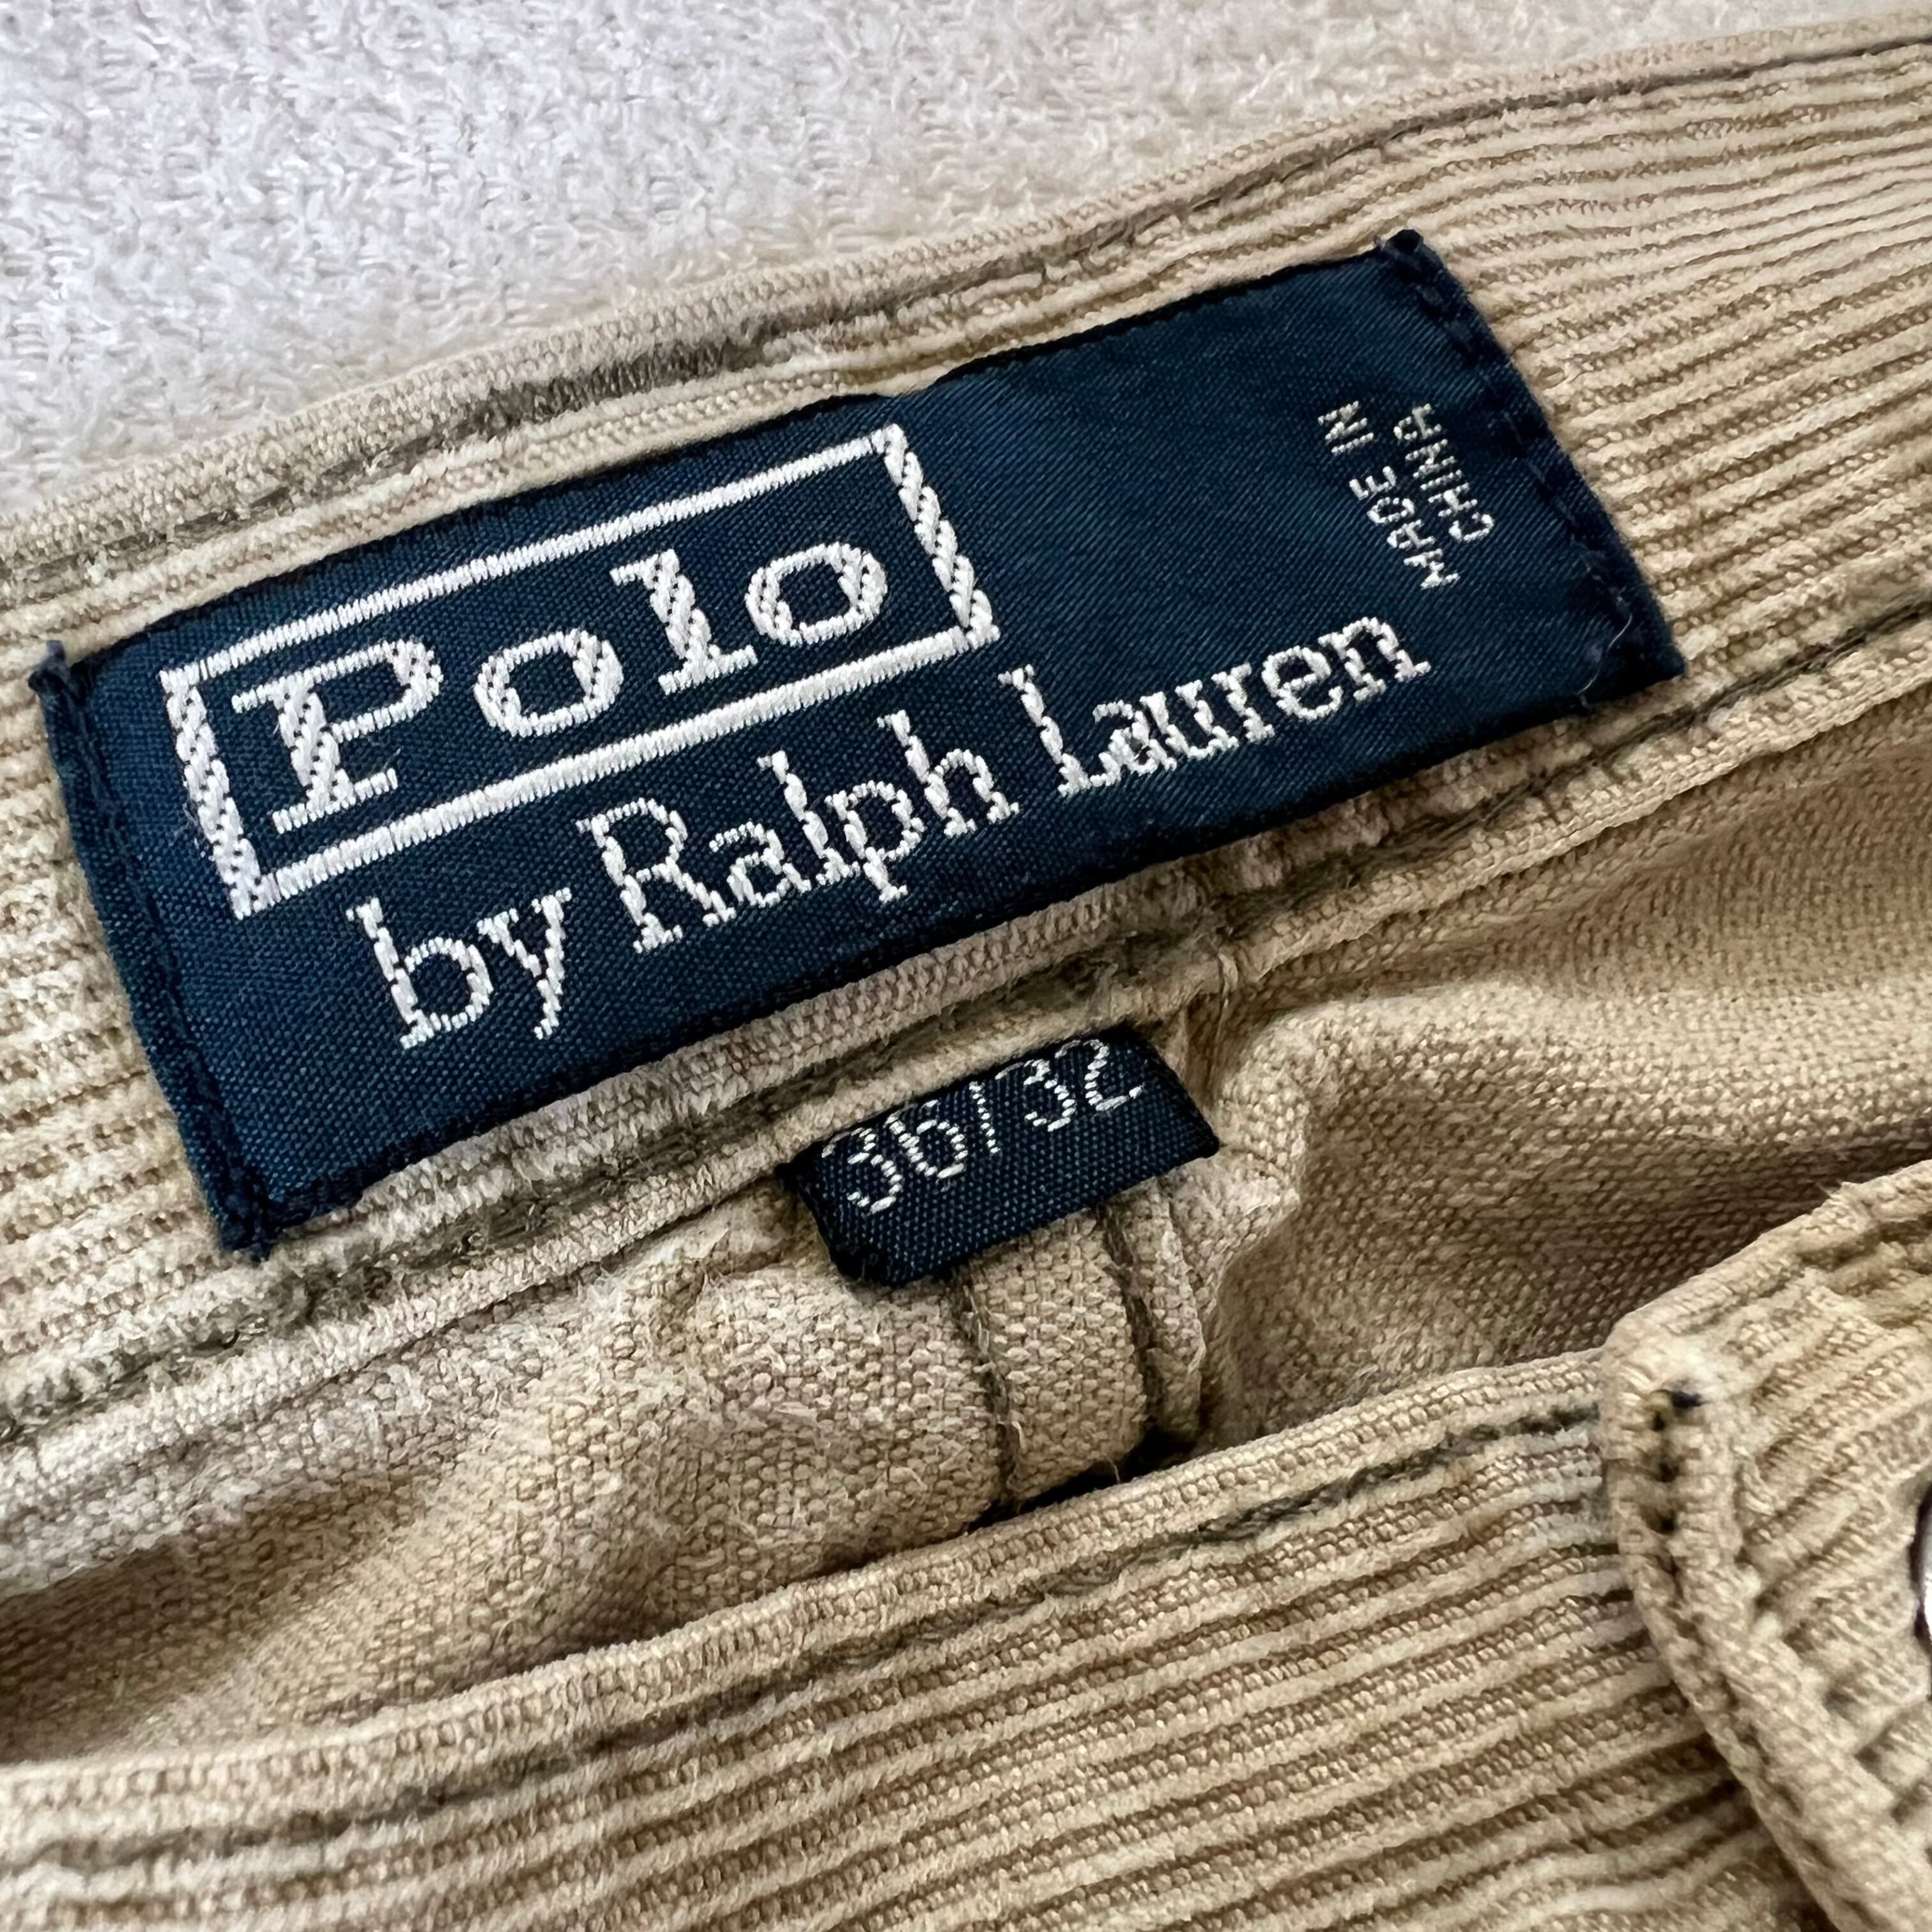 Polo
by Ralph Lauren
MADE IN
CHINA
36/32